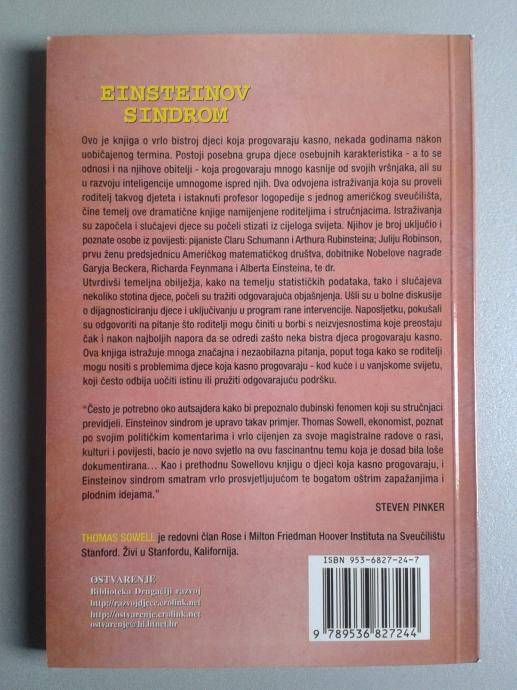 EINSTEINOV
SINDROM
Ovo je knjiga o vrlo bistroj djeci koja progovaraju kasno, nekada godinama nakon
uobičajenog termina. Postoji posebna grupa djece osebujnih karakteristika - a to se
odnosi i na njihove obitelji - koja progovaraju mnogo kasnije od svojih vršnjaka, ali su
u razvoju inteligencije umnogome ispred njih. Dva odvojena istraživanja koja su proveli
roditelj takvog djeteta i istaknuti profesor logopedije s jednog američkog sveučilišta,
čine temelj ove dramatične knjige namijenjene roditeljima i stručnjacima. Istraživanja
su započela i slučajevi djece su počeli stizati iz cijeloga svijeta. Njihov je broj uključio i
poznate osobe iz povijesti: pijaniste Claru Schumann i Arthura Rubinsteina; Juliju Robinson,
prvu ženu predsjednicu Američkog matematičkog društva, dobitnike Nobelove nagrade
Garyja Beckera, Richarda Feynmana i Alberta Einsteina, te dr.
Utvrdivši temeljna obilježja, kako na temelju statističkih podataka, tako i slučajeva
nekoliko stotina djece, počeli su tražiti odgovarajuća objašnjenja. Ušli su u bolne diskusije
o dijagnosticiranju djece i uključivanju u program rane intervencije. Naposljetku, pokušali
su odgovoriti na pitanje što roditelji mogu činiti u borbi s neizvjesnostima koje preostaju
čak i nakon najboljih napora da se odredi zašto neka bistra djeca progovaraju kasno.
Ova knjiga istražuje mnoga značajna i nezaobilazna pitanja, poput toga kako se roditelji
mogu nositi s problemima djece koja kasno progovaraju - kod kuće i u vanjskome svijetu,
koji često odbija uočiti istinu ili pružiti odgovarajuću podršku.
“Često je potrebno oko autsajdera kako bi prepoznalo dubinski fenomen koji su stručnjaci
previdjeli. Einsteinov sindrom je upravo takav primjer. Thomas Sowell, ekonomist, poznat
po svojim političkim komentarima i vrlo cijenjen za svoje magistralne radove o rasi,
kulturi i povijesti, bacio je novo svjetlo na ovu fascinantnu temu koja je dosad bila loše
dokumentirana... Kao i prethodnu Sowellovu knjigu o djeci koja kasno progovaraju, i
Einsteinov sindrom smatram vrlo prosvjetljujućom te bogatom oštrim zapažanjima i
plodnim idejama.”
STEVEN PINKER
THOMAS SOWELL je redovni član Rose i Milton Friedman Hoover Instituta na Sveučilištu
Stanford. Živi u Stanfordu, Kalifornija.
ISBN 953-6827-24-7
OSTVARENJE
Biblioteka Drugačiji razvoj
http://razvojdjece.crolink.net
http://ostvarenje.crolink.net
ostvarenje@hi.htnet.hr
9 789536 827244